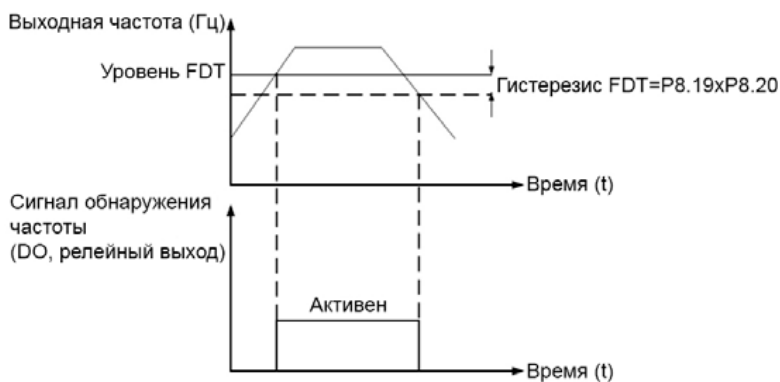 Выходная частота (Гц)
Уровень FDT
Гистерезис FDT=P8.19xP8.20
Время (t)
Сигнал обнаружения
частоты
(DO, релейный выход)
Активен
Время (t)